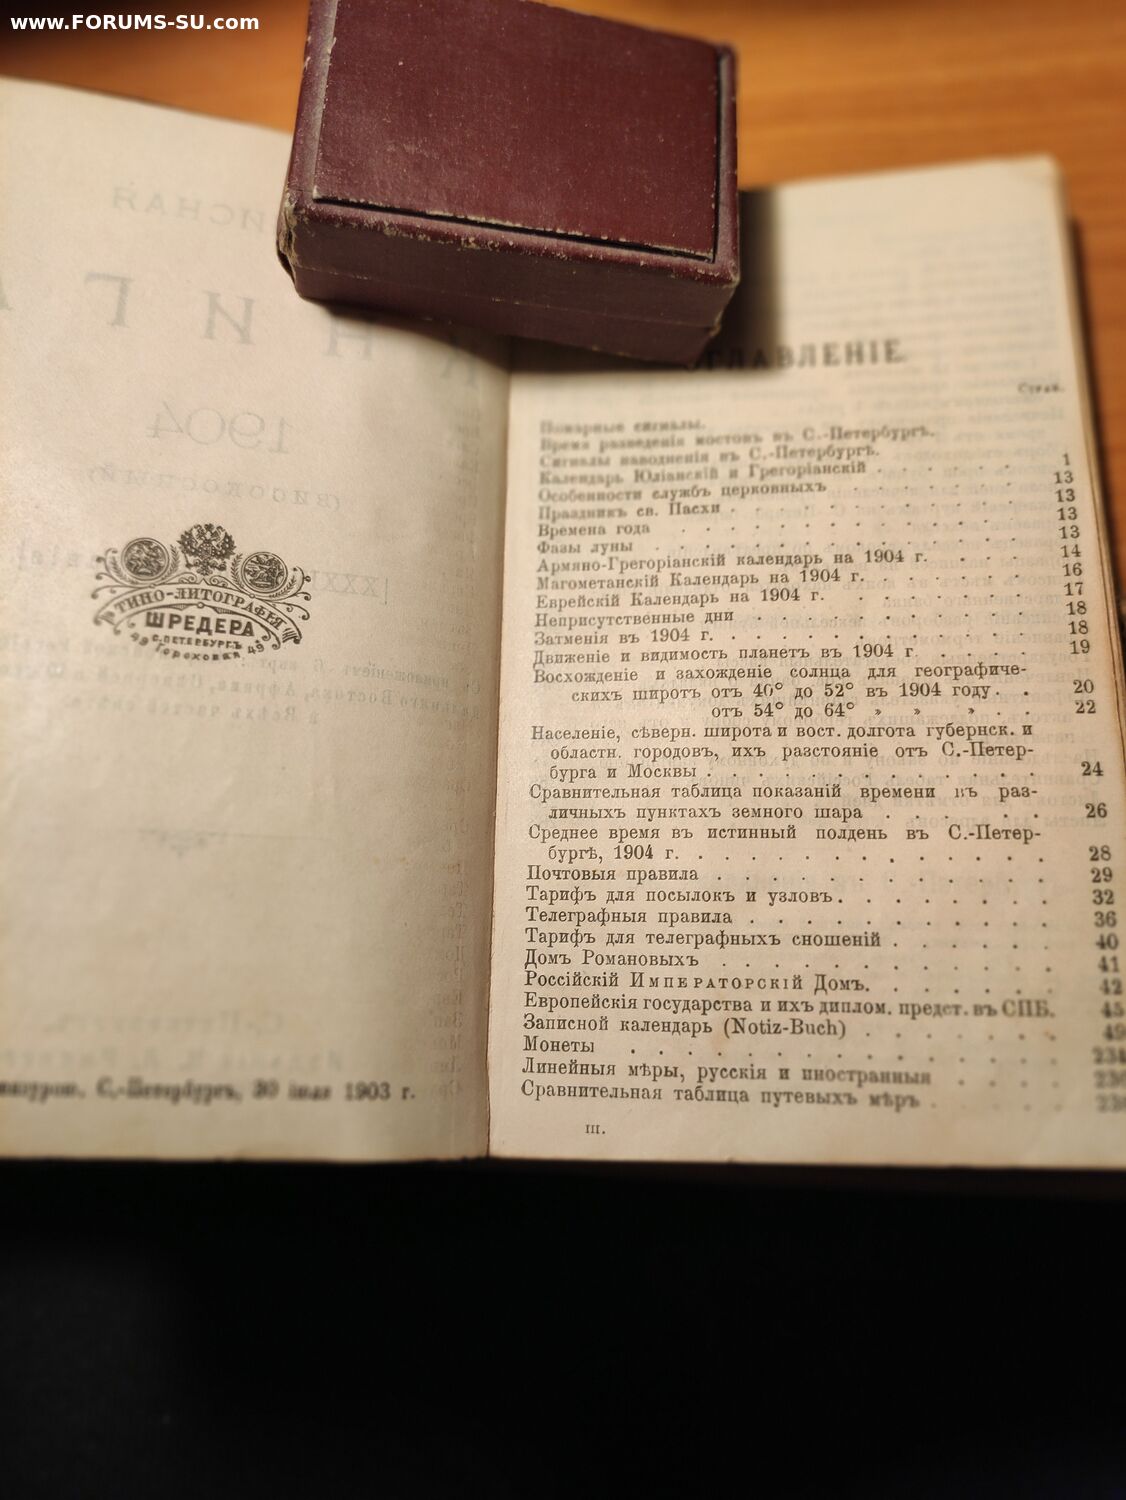 www.FORUMS-SU.com
ТИПО-ЛИТОГРАФІЯ
ШРЕДЕРА
С.ПЕТЕРБУРГЪ
49 Гороховая 49
С.-Петербургъ, 30 іюля 1903 г.
ОГЛАВЛЕНІЕ
Стран.
Пожарные сигналы.
Время разведенія мостовъ въ С.-Петербургѣ.
Сигналы наводненія въ С.-Петербургѣ.
Календарь Юліанскій и Григоріанскій . . . . . . 1
Особенности службъ церковныхъ . . . . . . 13
Праздникъ св. Пасхи . . . . . . . . 13
Времена года . . . . . . . . . . 13
Фазы луны . . . . . . . . . . . 13
Армяно-Грегоріанскій календарь на 1904 г. . . . . 14
Магометанскій Календарь на 1904 г. . . . . . 16
Еврейскій Календарь на 1904 г. . . . . . . . 17
Неприсутственные дни . . . . . . . . . 18
Затменія въ 1904 г. . . . . . . . . . . 18
Движеніе и видимость планетъ въ 1904 г. . . . . 19
Восхожденіе и захожденіе солнца для географиче-
скихъ широтъ отъ 40° до 52° въ 1904 году . . 20
отъ 54° до 64° » » » . . 22
Населеніе, сѣверн. широта и вост. долгота губернск. и
областн. городовъ, ихъ разстояніе отъ С.-Петер-
бурга и Москвы . . . . . . . . . . . 24
Сравнительная таблица показаній времени въ раз-
личныхъ пунктахъ земного шара . . . . . . 26
Среднее время въ истинный полдень въ С.-Петер-
бургѣ, 1904 г. . . . . . . . . . . . 28
Почтовыя правила . . . . . . . . . . 29
Тарифъ для посылокъ и узловъ . . . . . . . 32
Телеграфныя правила . . . . . . . . . 36
Тарифъ для телеграфныхъ сношеній . . . . . . 40
Домъ Романовыхъ . . . . . . . . . . 41
Россійскій ИМПЕРАТОРСКІЙ Домъ. . . . . . . 42
Европейскія государства и ихъ диплом. предст. въ СПБ. 45
Записной календарь (Notiz-Buch) . . . . . . 49
Монеты . . . . . . . . . . . .
Линейныя мѣры, русскія и иностранныя . . . .
Сравнительная таблица путевыхъ мѣръ . . . .
III.